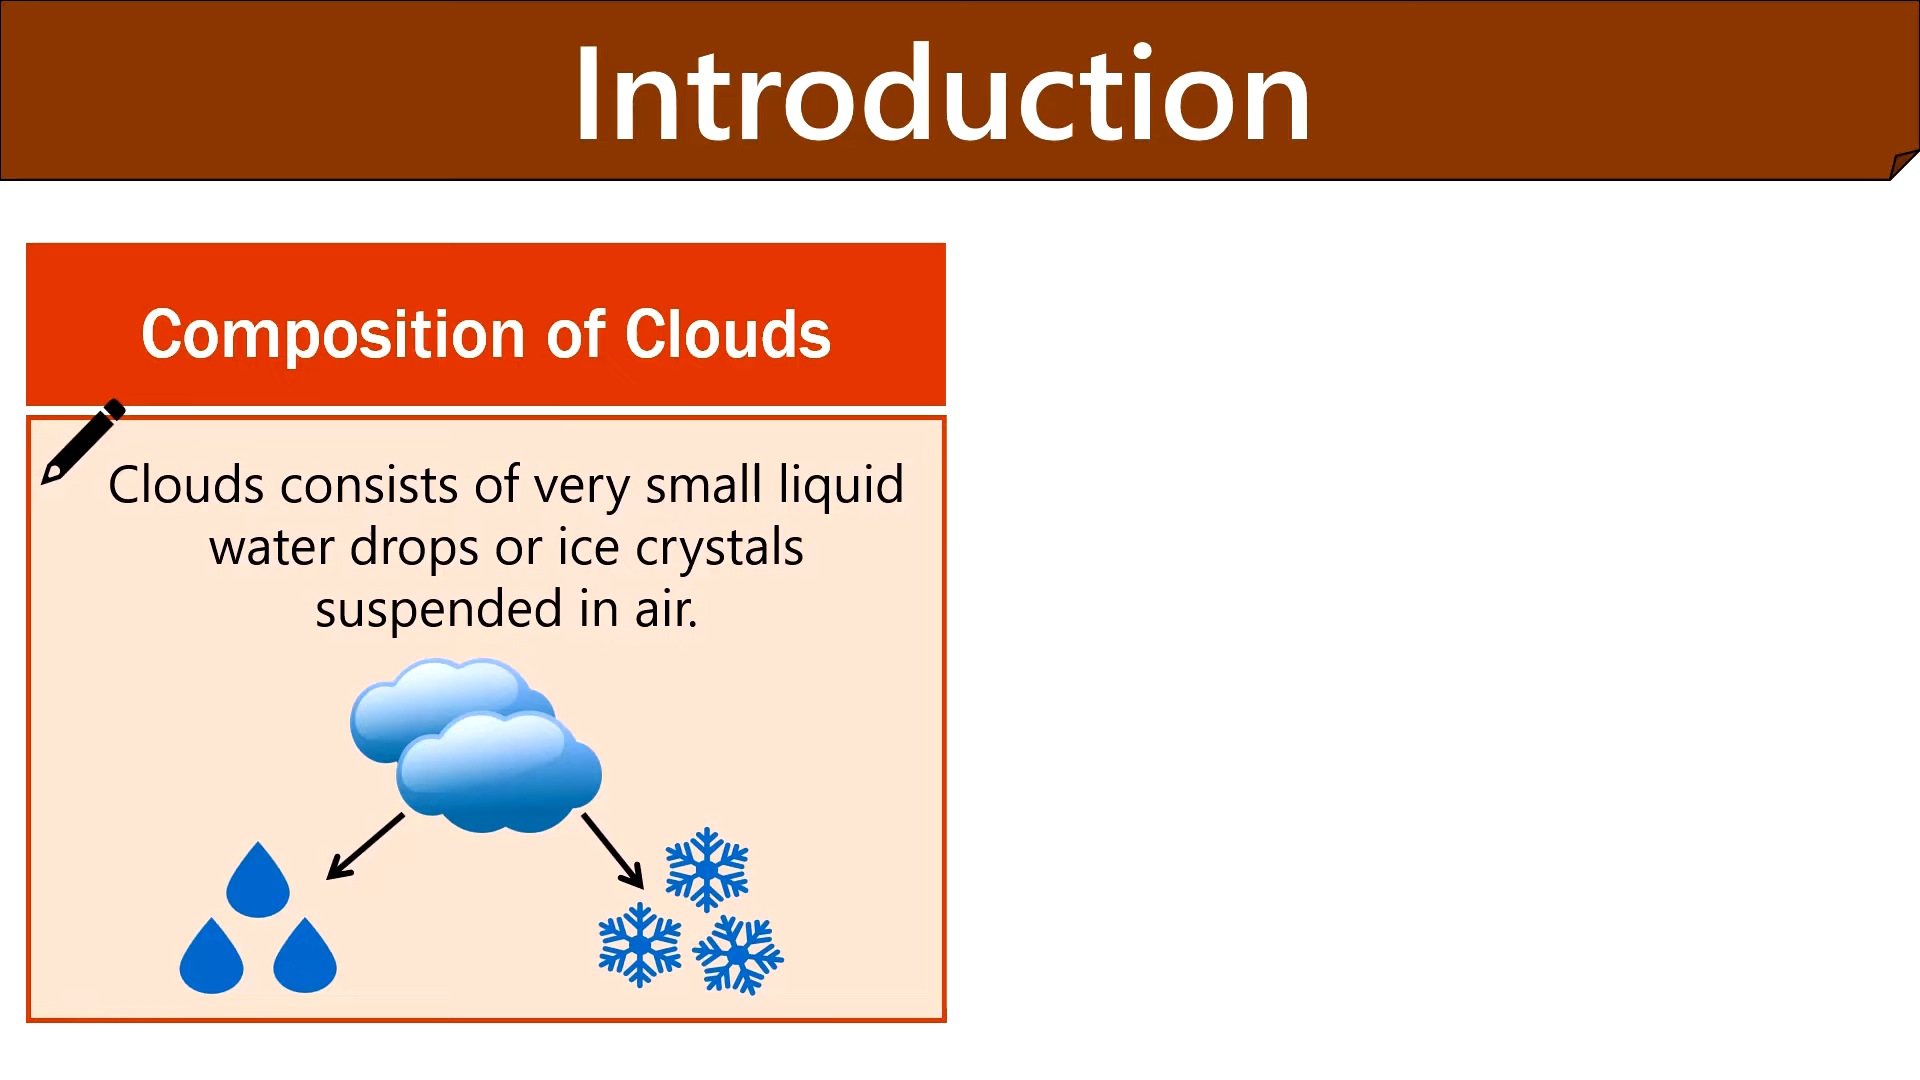 Introduction
Composition of Clouds
Clouds consists of very small liquid
water drops or ice crystals
suspended in air.